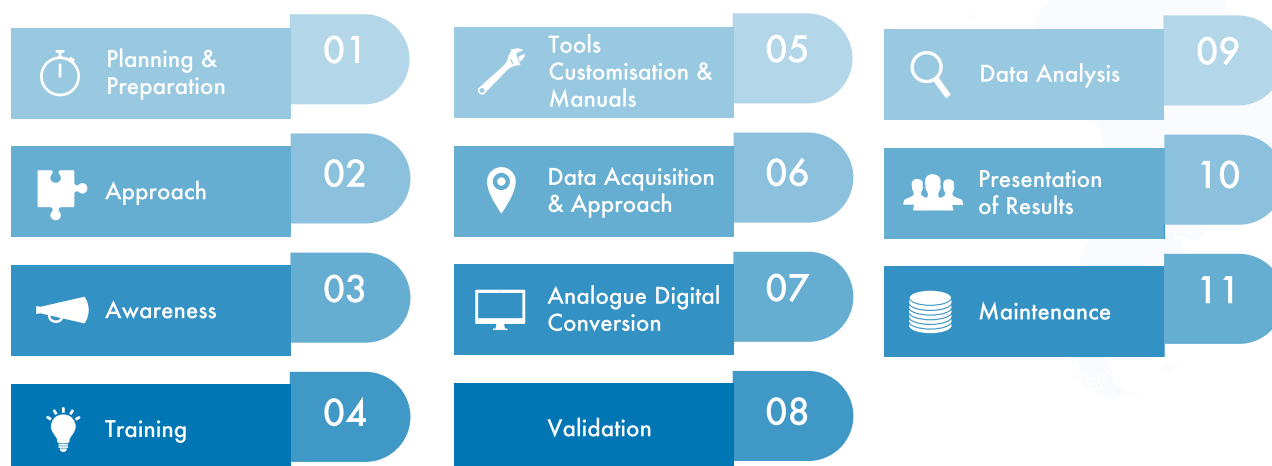 01
Planning &
Preparation
02
Approach
03
Awareness
04
Training
05
Tools
Customisation &
Manuals
06
Data Acquisition
& Approach
07
Analogue Digital
Conversion
08
Validation
09
Data Analysis
10
Presentation
of Results
11
Maintenance